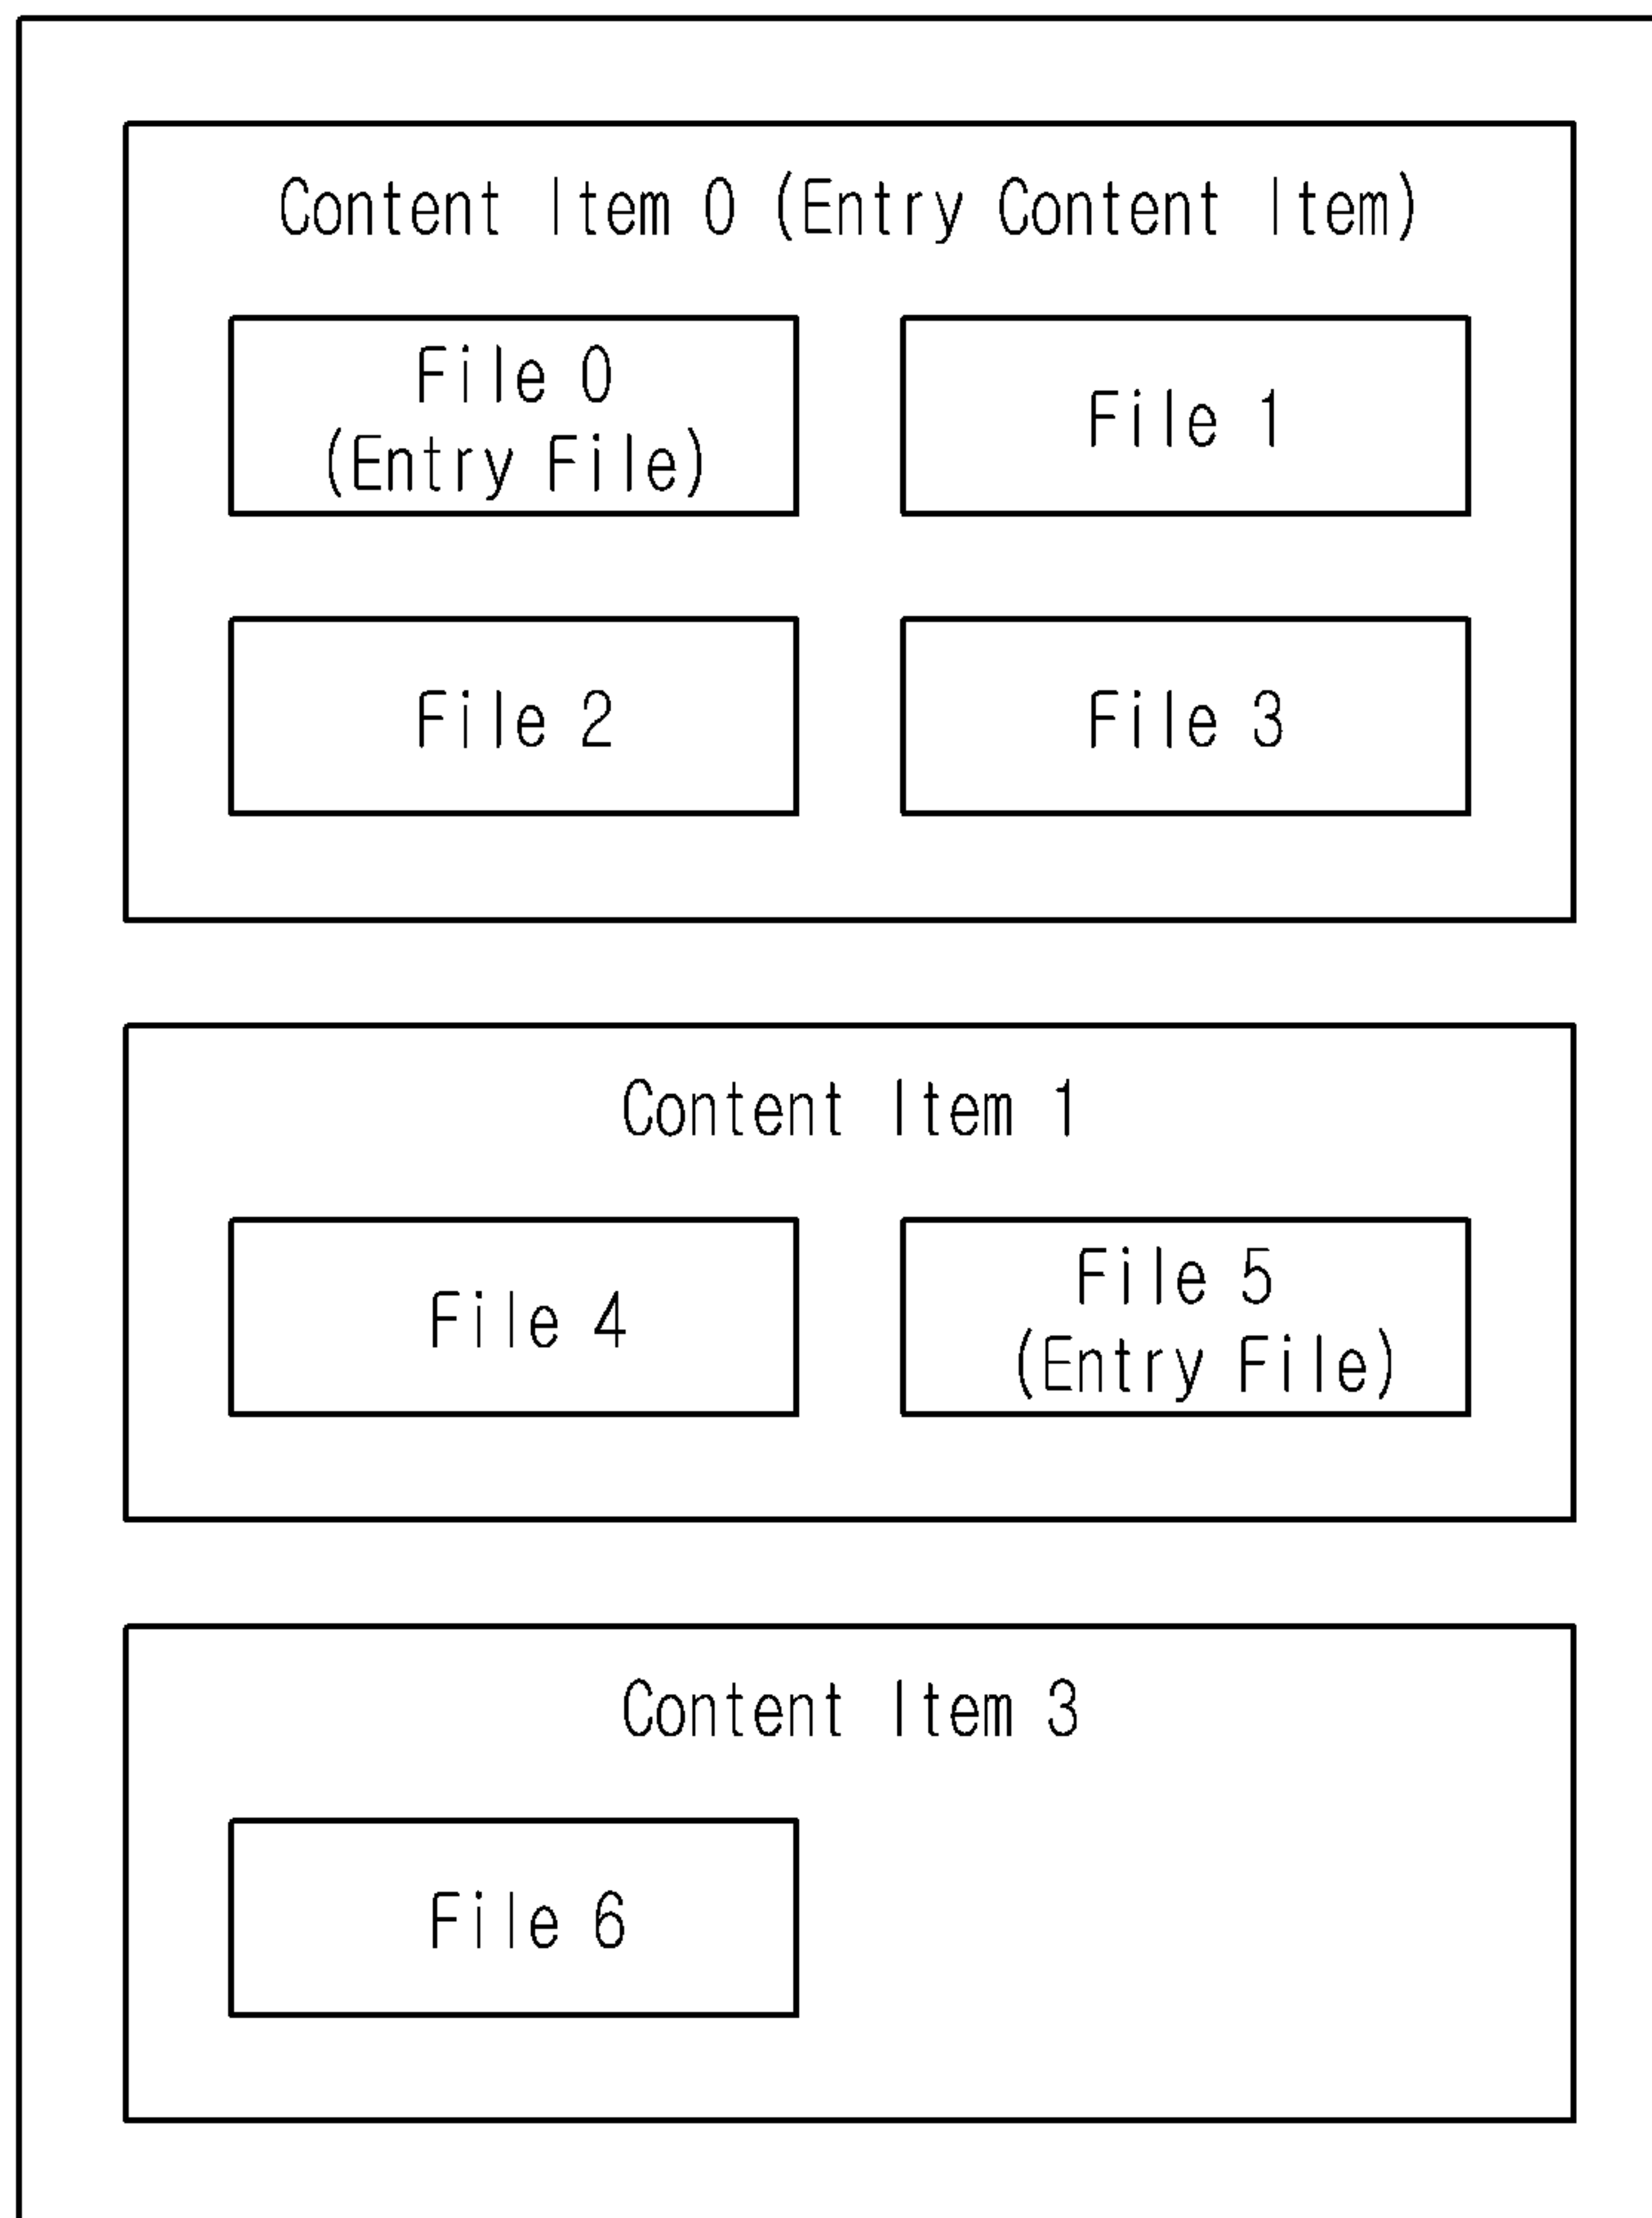 Content Item 0 (Entry Content Item)
File 0
(Entry File)
File 1
File 2
File 3
Content Item 1
File 4
File 5
(Entry File)
Content Item 3
File 6